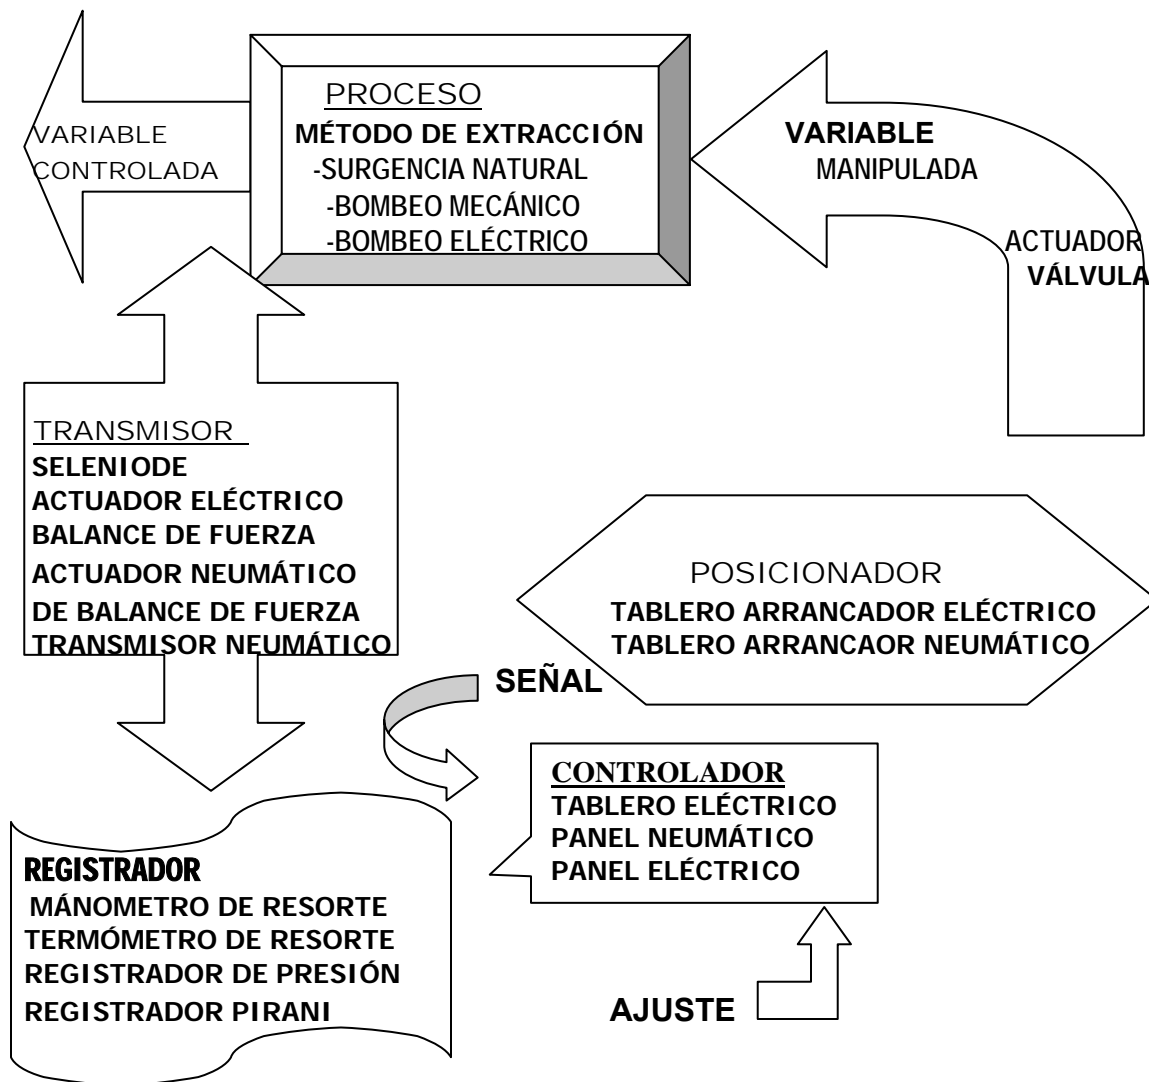 VARIABLE
CONTROLADA
PROCESO
MÉTODO DE EXTRACCIÓN
-SURGENCIA NATURAL
-BOMBEO MECÁNICO
-BOMBEO ELÉCTRICO
VARIABLE
MANIPULADA
ACTUADOR
VÁLVULA
TRANSMISOR
SELENIODE
ACTUADOR ELÉCTRICO
BALANCE DE FUERZA
ACTUADOR NEUMÁTICO
DE BALANCE DE FUERZA
TRANSMISOR NEUMÁTICO
POSICIONADOR
TABLERO ARRANCADOR ELÉCTRICO
TABLERO ARRANCAOR NEUMÁTICO
SEÑAL
CONTROLADOR
TABLERO ELÉCTRICO
PANEL NEUMÁTICO
PANEL ELÉCTRICO
REGISTRADOR
MÁNOMETRO DE RESORTE
TERMÓMETRO DE RESORTE
REGISTRADOR DE PRESIÓN
REGISTRADOR PIRANI
AJUSTE